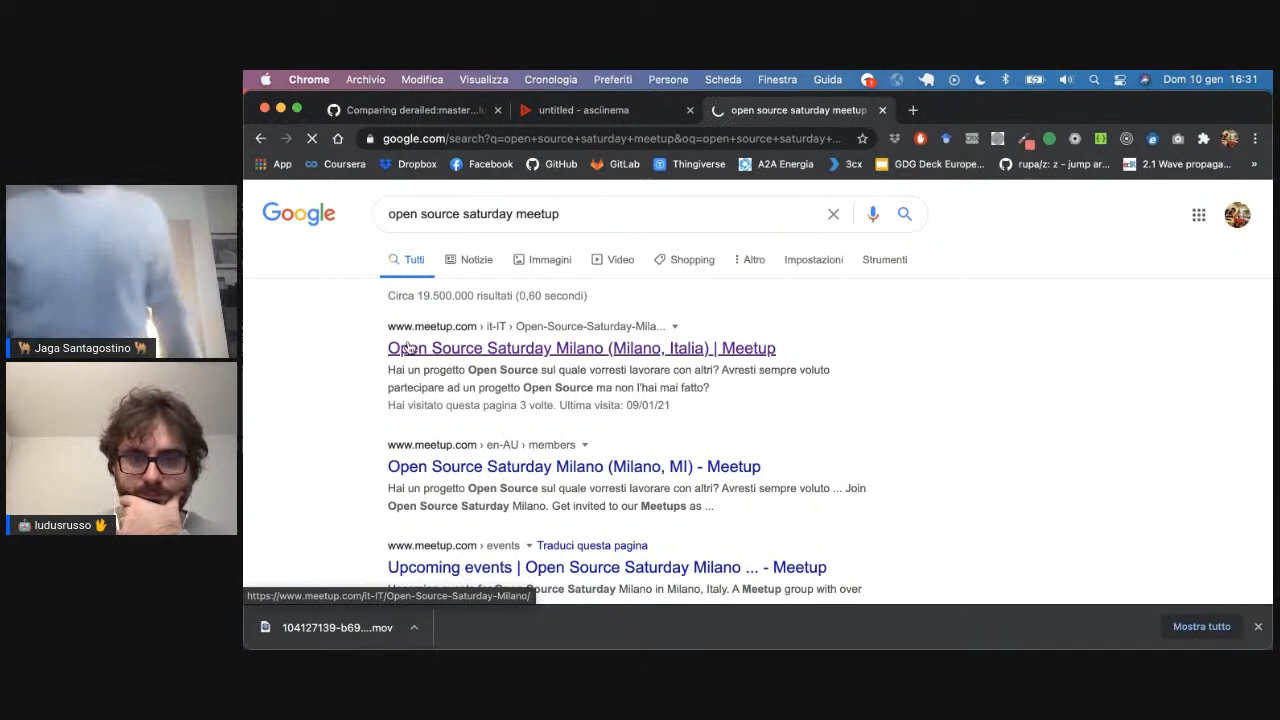 Chrome Archivio Modifica Visualizza Cronologia Preferiti Persone Scheda Finestra Guida Dom 10 gen 16:31
Comparing derailed:master... untitled - asciinema open source saturday meetup
google.com/search?q=open+source+saturday+meetup&oq=open+source+saturday+...
App Coursera Dropbox Facebook GitHub GitLab Thingiverse A2A Energia 3cx GDG Deck Europe... rupa/z: z - jump ar... 2.1 Wave propaga... »
Google open source saturday meetup
Tutti Notizie Immagini Video Shopping Altro Impostazioni Strumenti
Circa 19.500.000 risultati (0,60 secondi)
www.meetup.com › it-IT › Open-Source-Saturday-Mila...
Open Source Saturday Milano (Milano, Italia) | Meetup
Hai un progetto Open Source sul quale vorresti lavorare con altri? Avresti sempre voluto
partecipare ad un progetto Open Source ma non l'hai mai fatto?
Hai visitato questa pagina 3 volte. Ultima visita: 09/01/21
www.meetup.com › en-AU › members
Open Source Saturday Milano (Milano, MI) - Meetup
Hai un progetto Open Source sul quale vorresti lavorare con altri? Avresti sempre voluto ... Join
Open Source Saturday Milano. Get invited to our Meetups as ...
www.meetup.com › events Traduci questa pagina
Upcoming events | Open Source Saturday Milano ... - Meetup
Source Saturday Milano in Milano, Italy. A Meetup group with over
https://www.meetup.com/it-IT/Open-Source-Saturday-Milano/
104127139-b69....mov Mostra tutto
🐫 Jaga Santagostino 🐫
🤖 ludusrusso 🖖